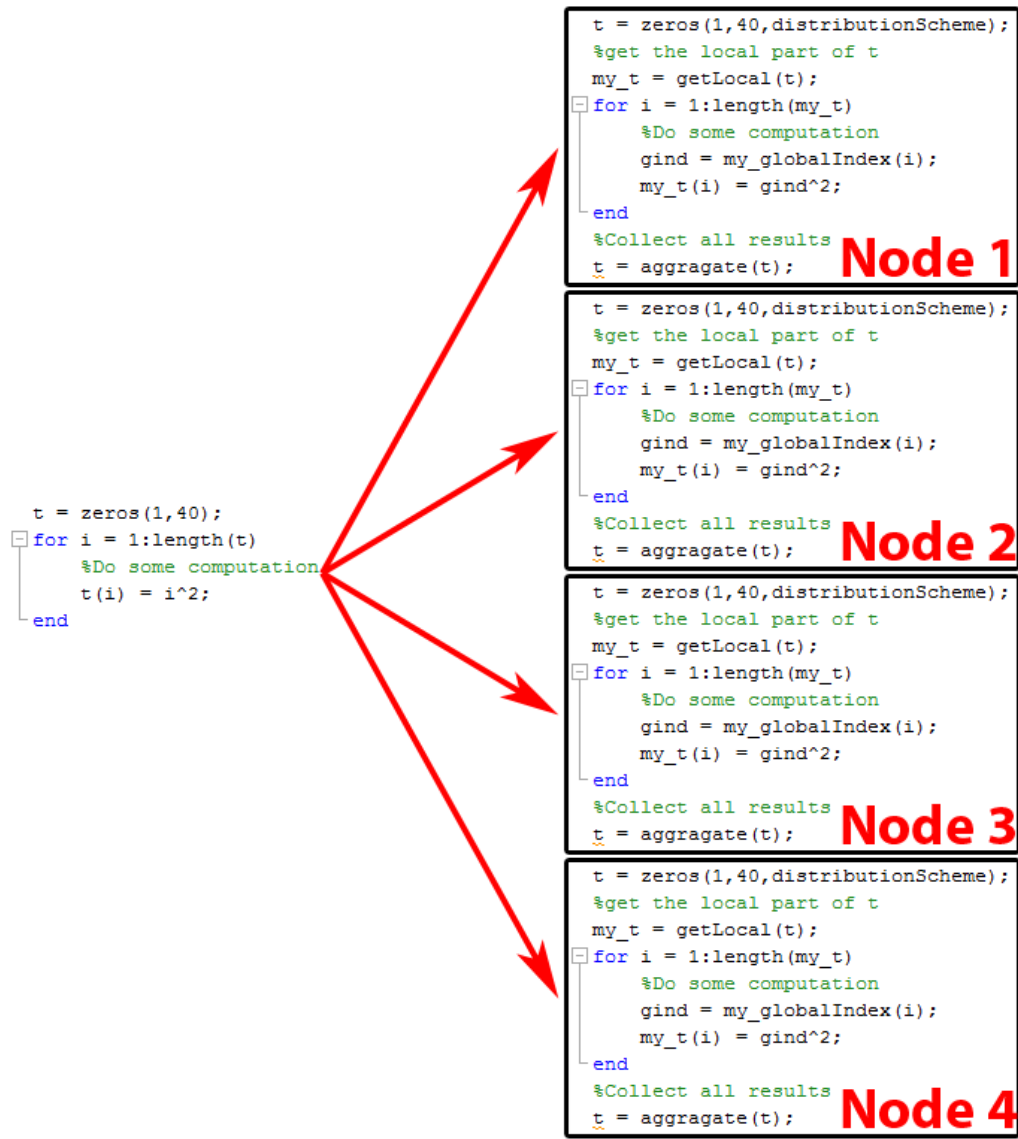 t = zeros(1,40);
for i = 1:length(t)
%Do some computation
t(i) = i^2;
end
t = zeros(1,40,distributionScheme);
%get the local part of t
my_t = getLocal(t);
for i = 1:length(my_t)
%Do some computation
gind = my_globalIndex(i);
my_t(i) = gind^2;
end
%Collect all results
t = aggragate(t);
Node 1
t = zeros(1,40,distributionScheme);
%get the local part of t
my_t = getLocal(t);
for i = 1:length(my_t)
%Do some computation
gind = my_globalIndex(i);
my_t(i) = gind^2;
end
%Collect all results
t = aggragate(t);
Node 2
t = zeros(1,40,distributionScheme);
%get the local part of t
my_t = getLocal(t);
for i = 1:length(my_t)
%Do some computation
gind = my_globalIndex(i);
my_t(i) = gind^2;
end
%Collect all results
t = aggragate(t);
Node 3
t = zeros(1,40,distributionScheme);
%get the local part of t
my_t = getLocal(t);
for i = 1:length(my_t)
%Do some computation
gind = my_globalIndex(i);
my_t(i) = gind^2;
end
%Collect all results
t = aggragate(t);
Node 4